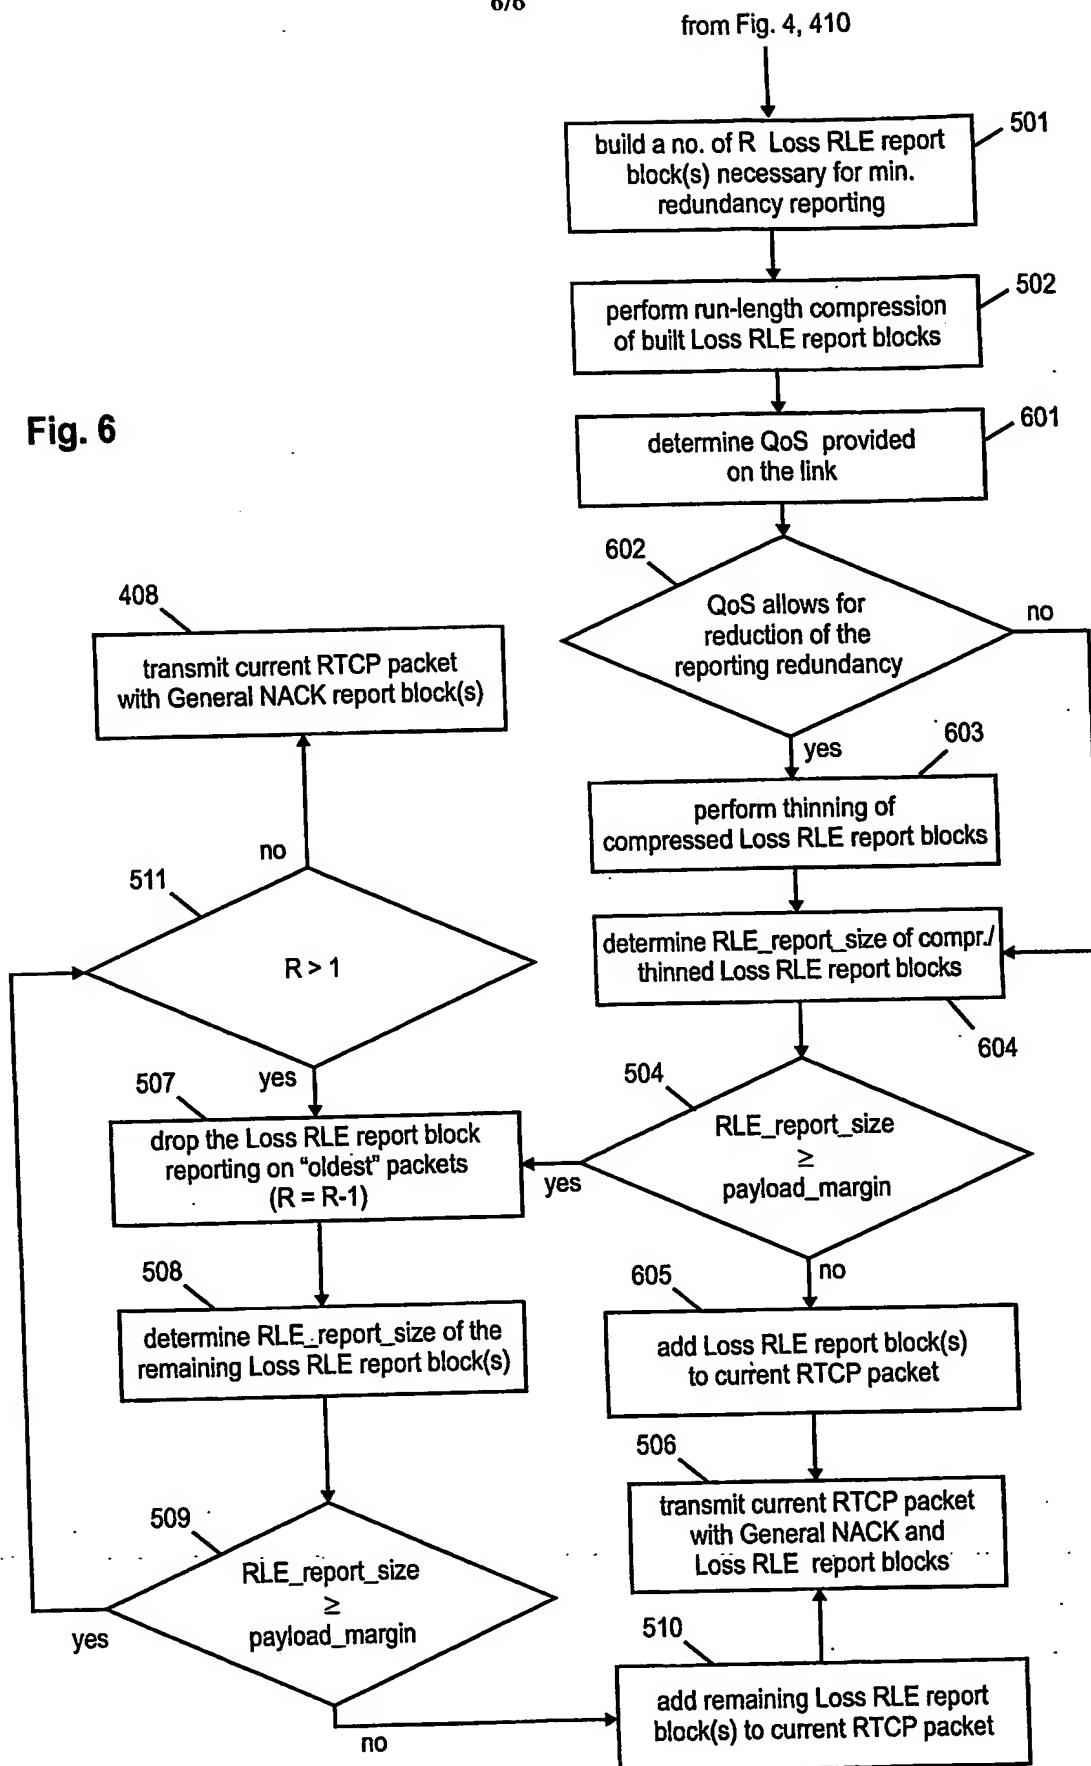 6/6
from Fig. 4, 410
501
build a no. of R Loss RLE report
block(s) necessary for min.
redundancy reporting
502
perform run-length compression
of built Loss RLE report blocks
Fig. 6
601
determine QoS provided
on the link
602
QoS allows for
reduction of the
reporting redundancy
no
yes
408
transmit current RTCP packet
with General NACK report block(s)
603
perform thinning of
compressed Loss RLE report blocks
no
511
R > 1
yes
determine RLE_report_size of compr./
thinned Loss RLE report blocks
604
504
RLE_report_size
≥
payload_margin
yes
no
507
drop the Loss RLE report block
reporting on "oldest" packets
(R = R-1)
508
determine RLE_report_size of the
remaining Loss RLE report block(s)
605
add Loss RLE report block(s)
to current RTCP packet
506
transmit current RTCP packet
with General NACK and
Loss RLE report blocks
509
RLE_report_size
≥
payload_margin
yes
no
510
add remaining Loss RLE report
block(s) to current RTCP packet